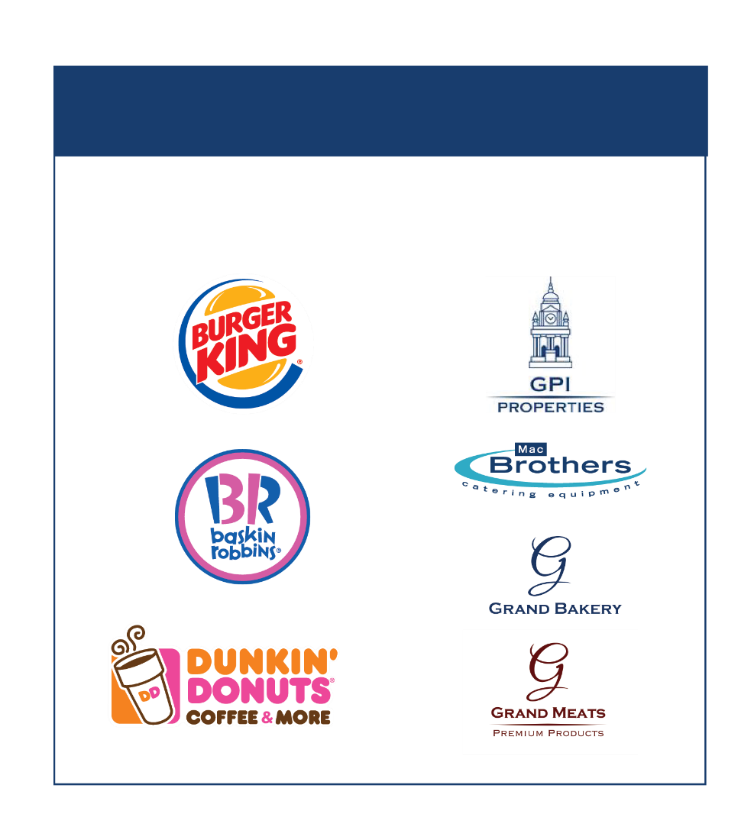 BURGER
KING®
BR
baskin
robbins®
DD
DUNKIN'
DONUTS®
COFFEE & MORE
GPI
PROPERTIES
Mac
Brothers
catering equipment
G
GRAND BAKERY
G
GRAND MEATS
PREMIUM PRODUCTS